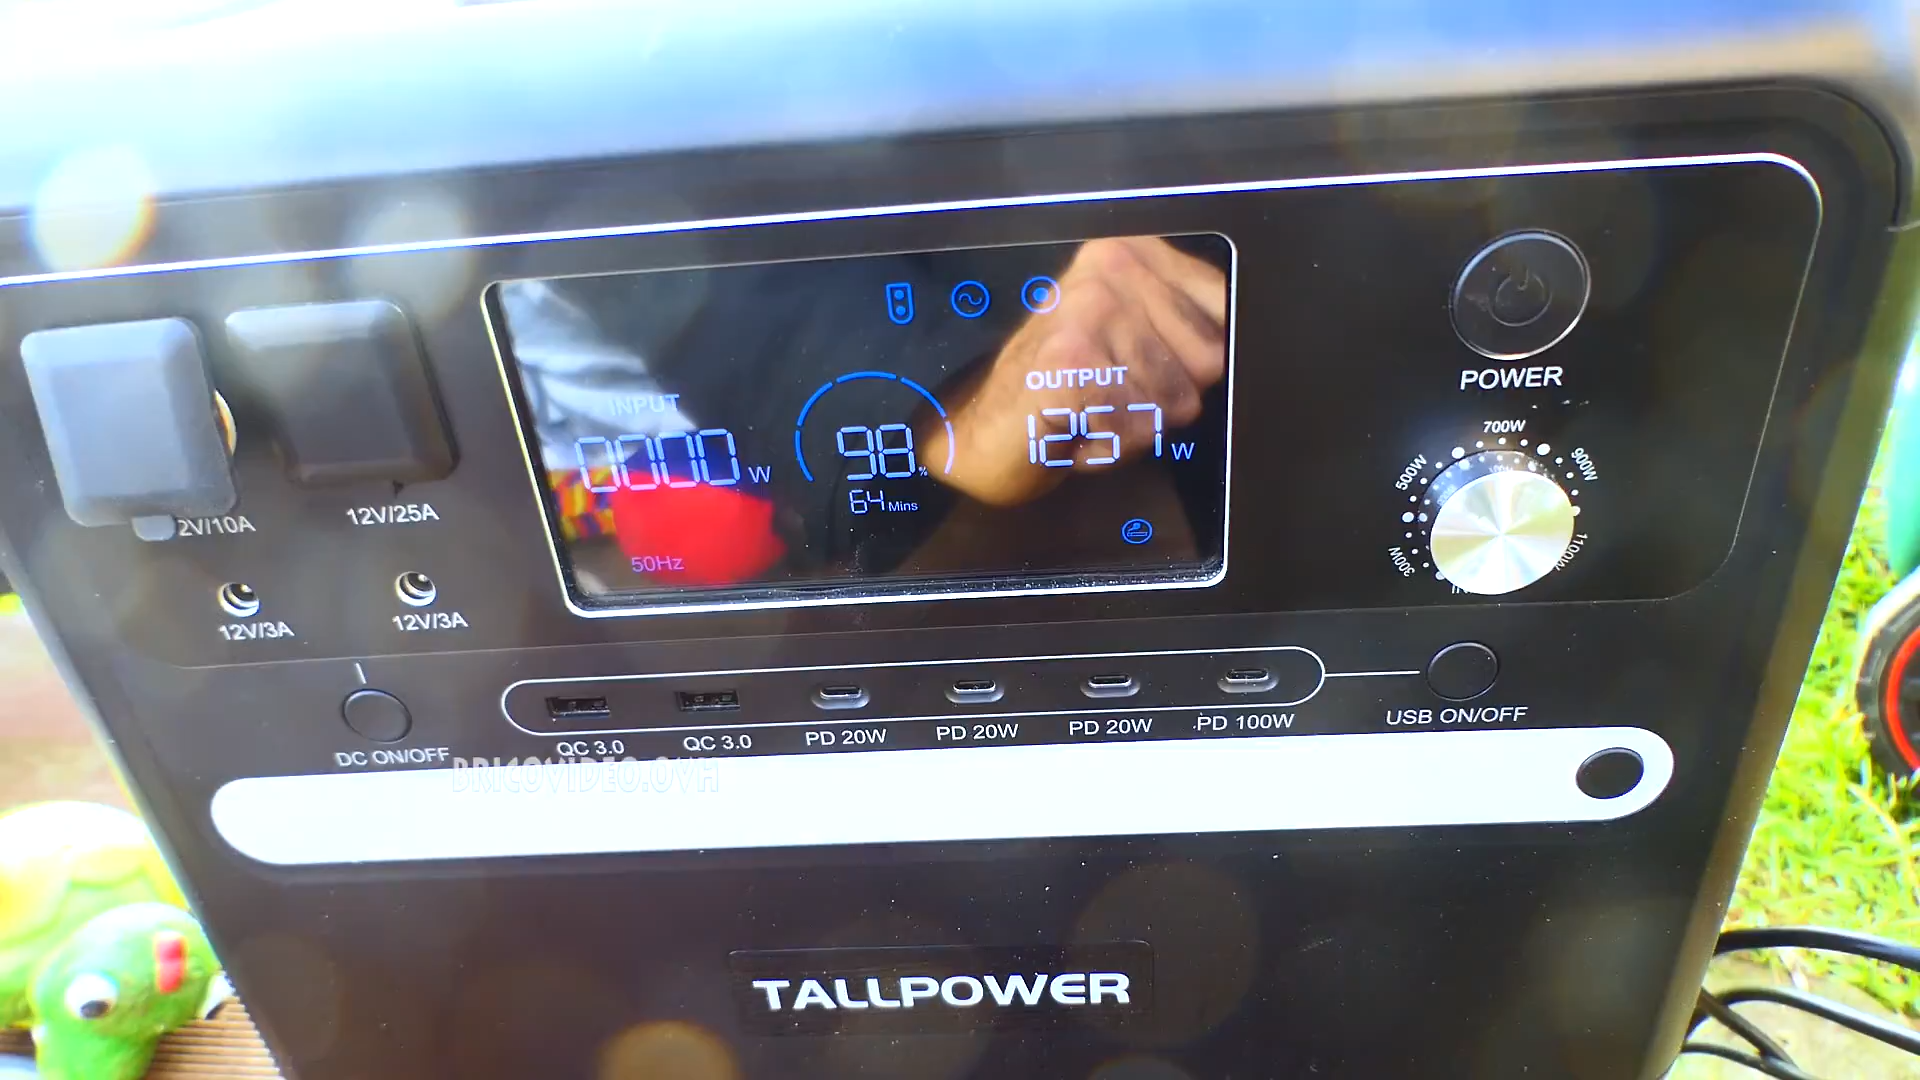 INPUT
0000 W
98 %
64 Mins
50Hz
OUTPUT
1257 W
POWER
700W
500W
900W
300W
1100W
2V/10A
12V/25A
12V/3A
12V/3A
DC ON/OFF
QC 3.0
QC 3.0
PD 20W
PD 20W
PD 20W
PD 100W
USB ON/OFF
BRICOVIDEO.OVH
TALLPOWER